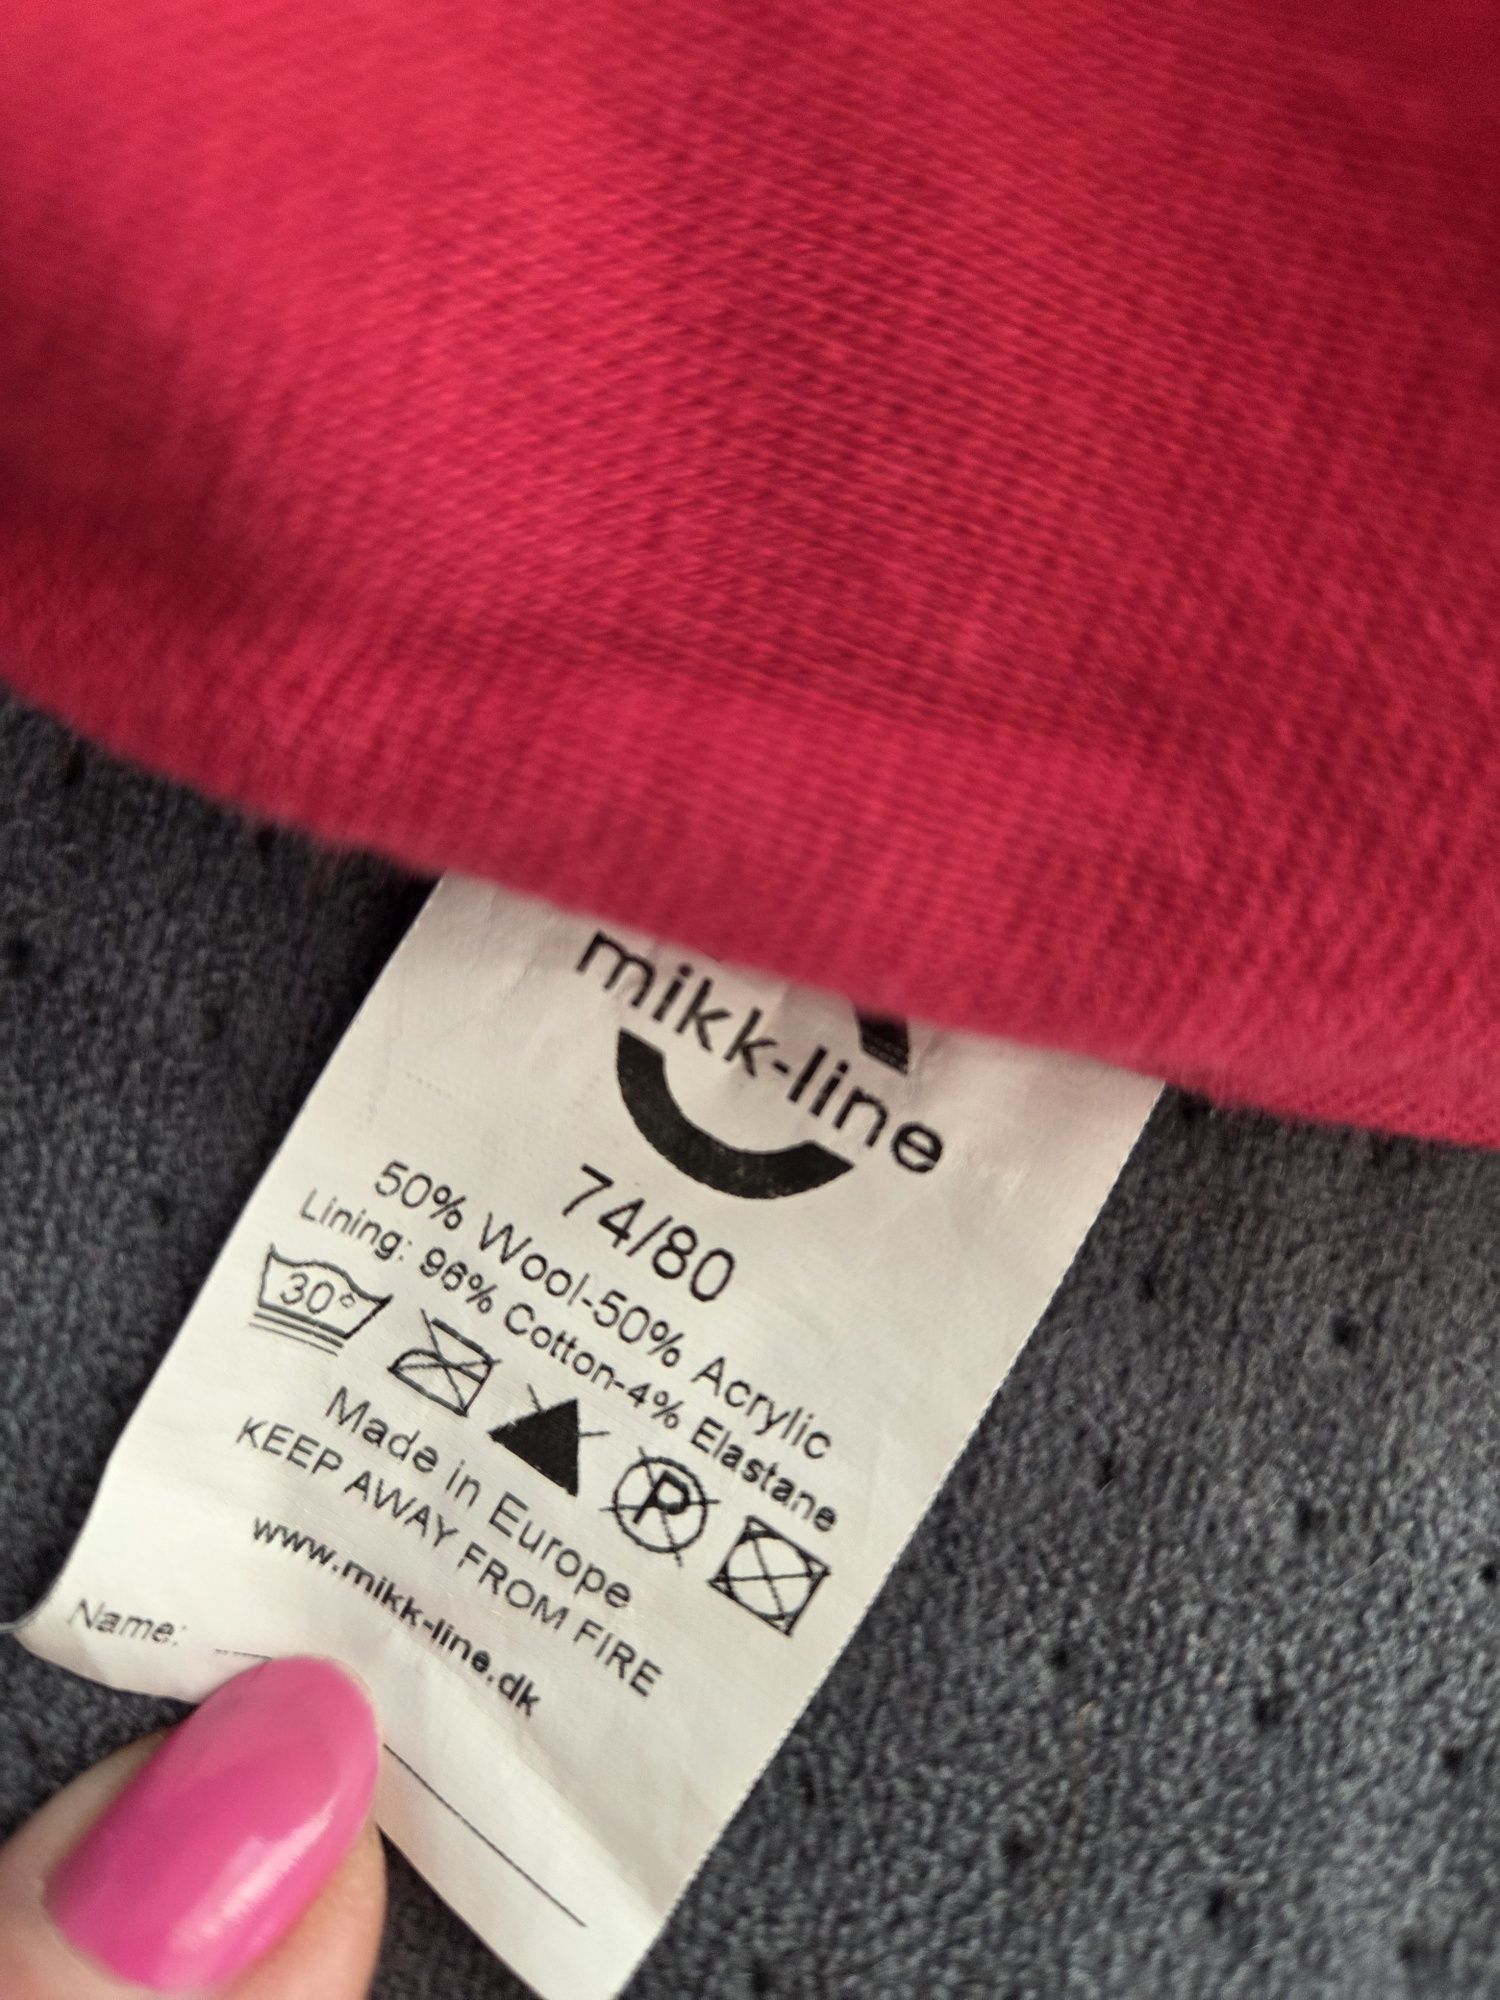 mikk-line
74/80
50% Wool-50% Acrylic
Lining: 96% Cotton-4% Elastane
30°
P
Made in Europe
KEEP AWAY FROM FIRE
www.mikk-line.dk
Name: